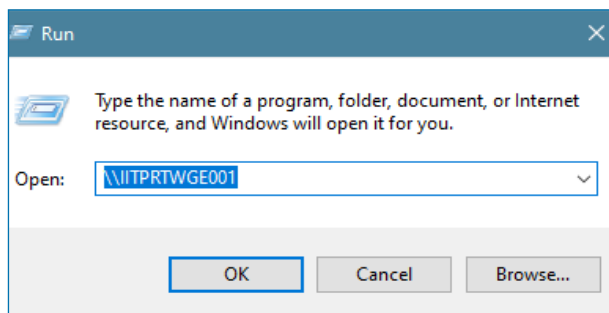 Run
Type the name of a program, folder, document, or Internet
resource, and Windows will open it for you.
Open: \\IITPRTWGE001
OK Cancel Browse...